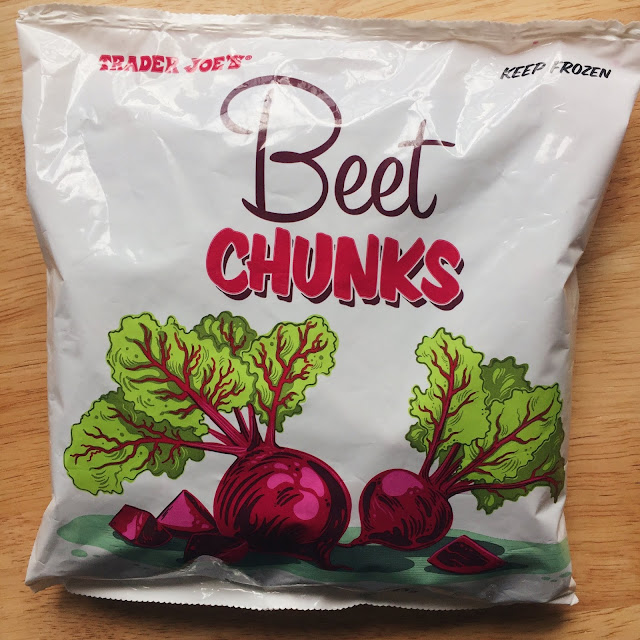 TRADER JOE'S®
KEEP FROZEN
Beet
CHUNKS